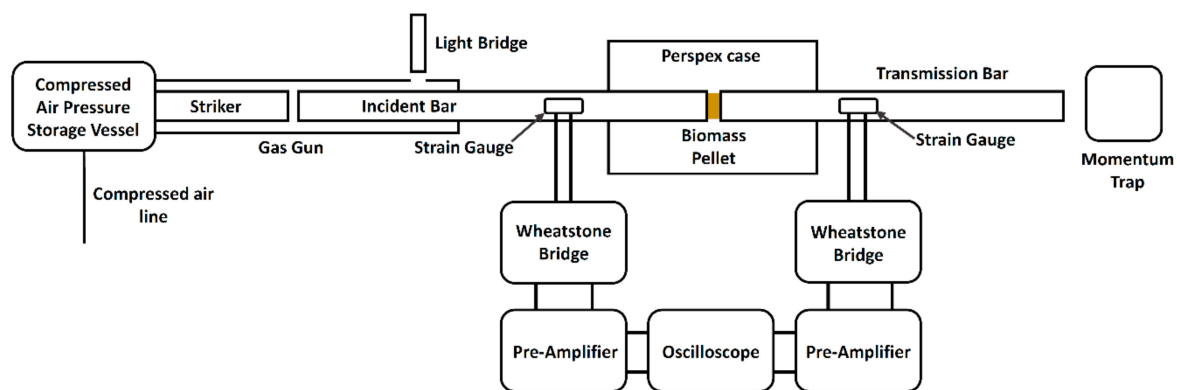 Light Bridge
Perspex case
Transmission Bar
Compressed
Air Pressure
Storage Vessel
Striker
Incident Bar
Gas Gun
Strain Gauge
Biomass
Pellet
Strain Gauge
Momentum
Trap
Compressed air
line
Wheatstone
Bridge
Wheatstone
Bridge
Pre-Amplifier
Oscilloscope
Pre-Amplifier